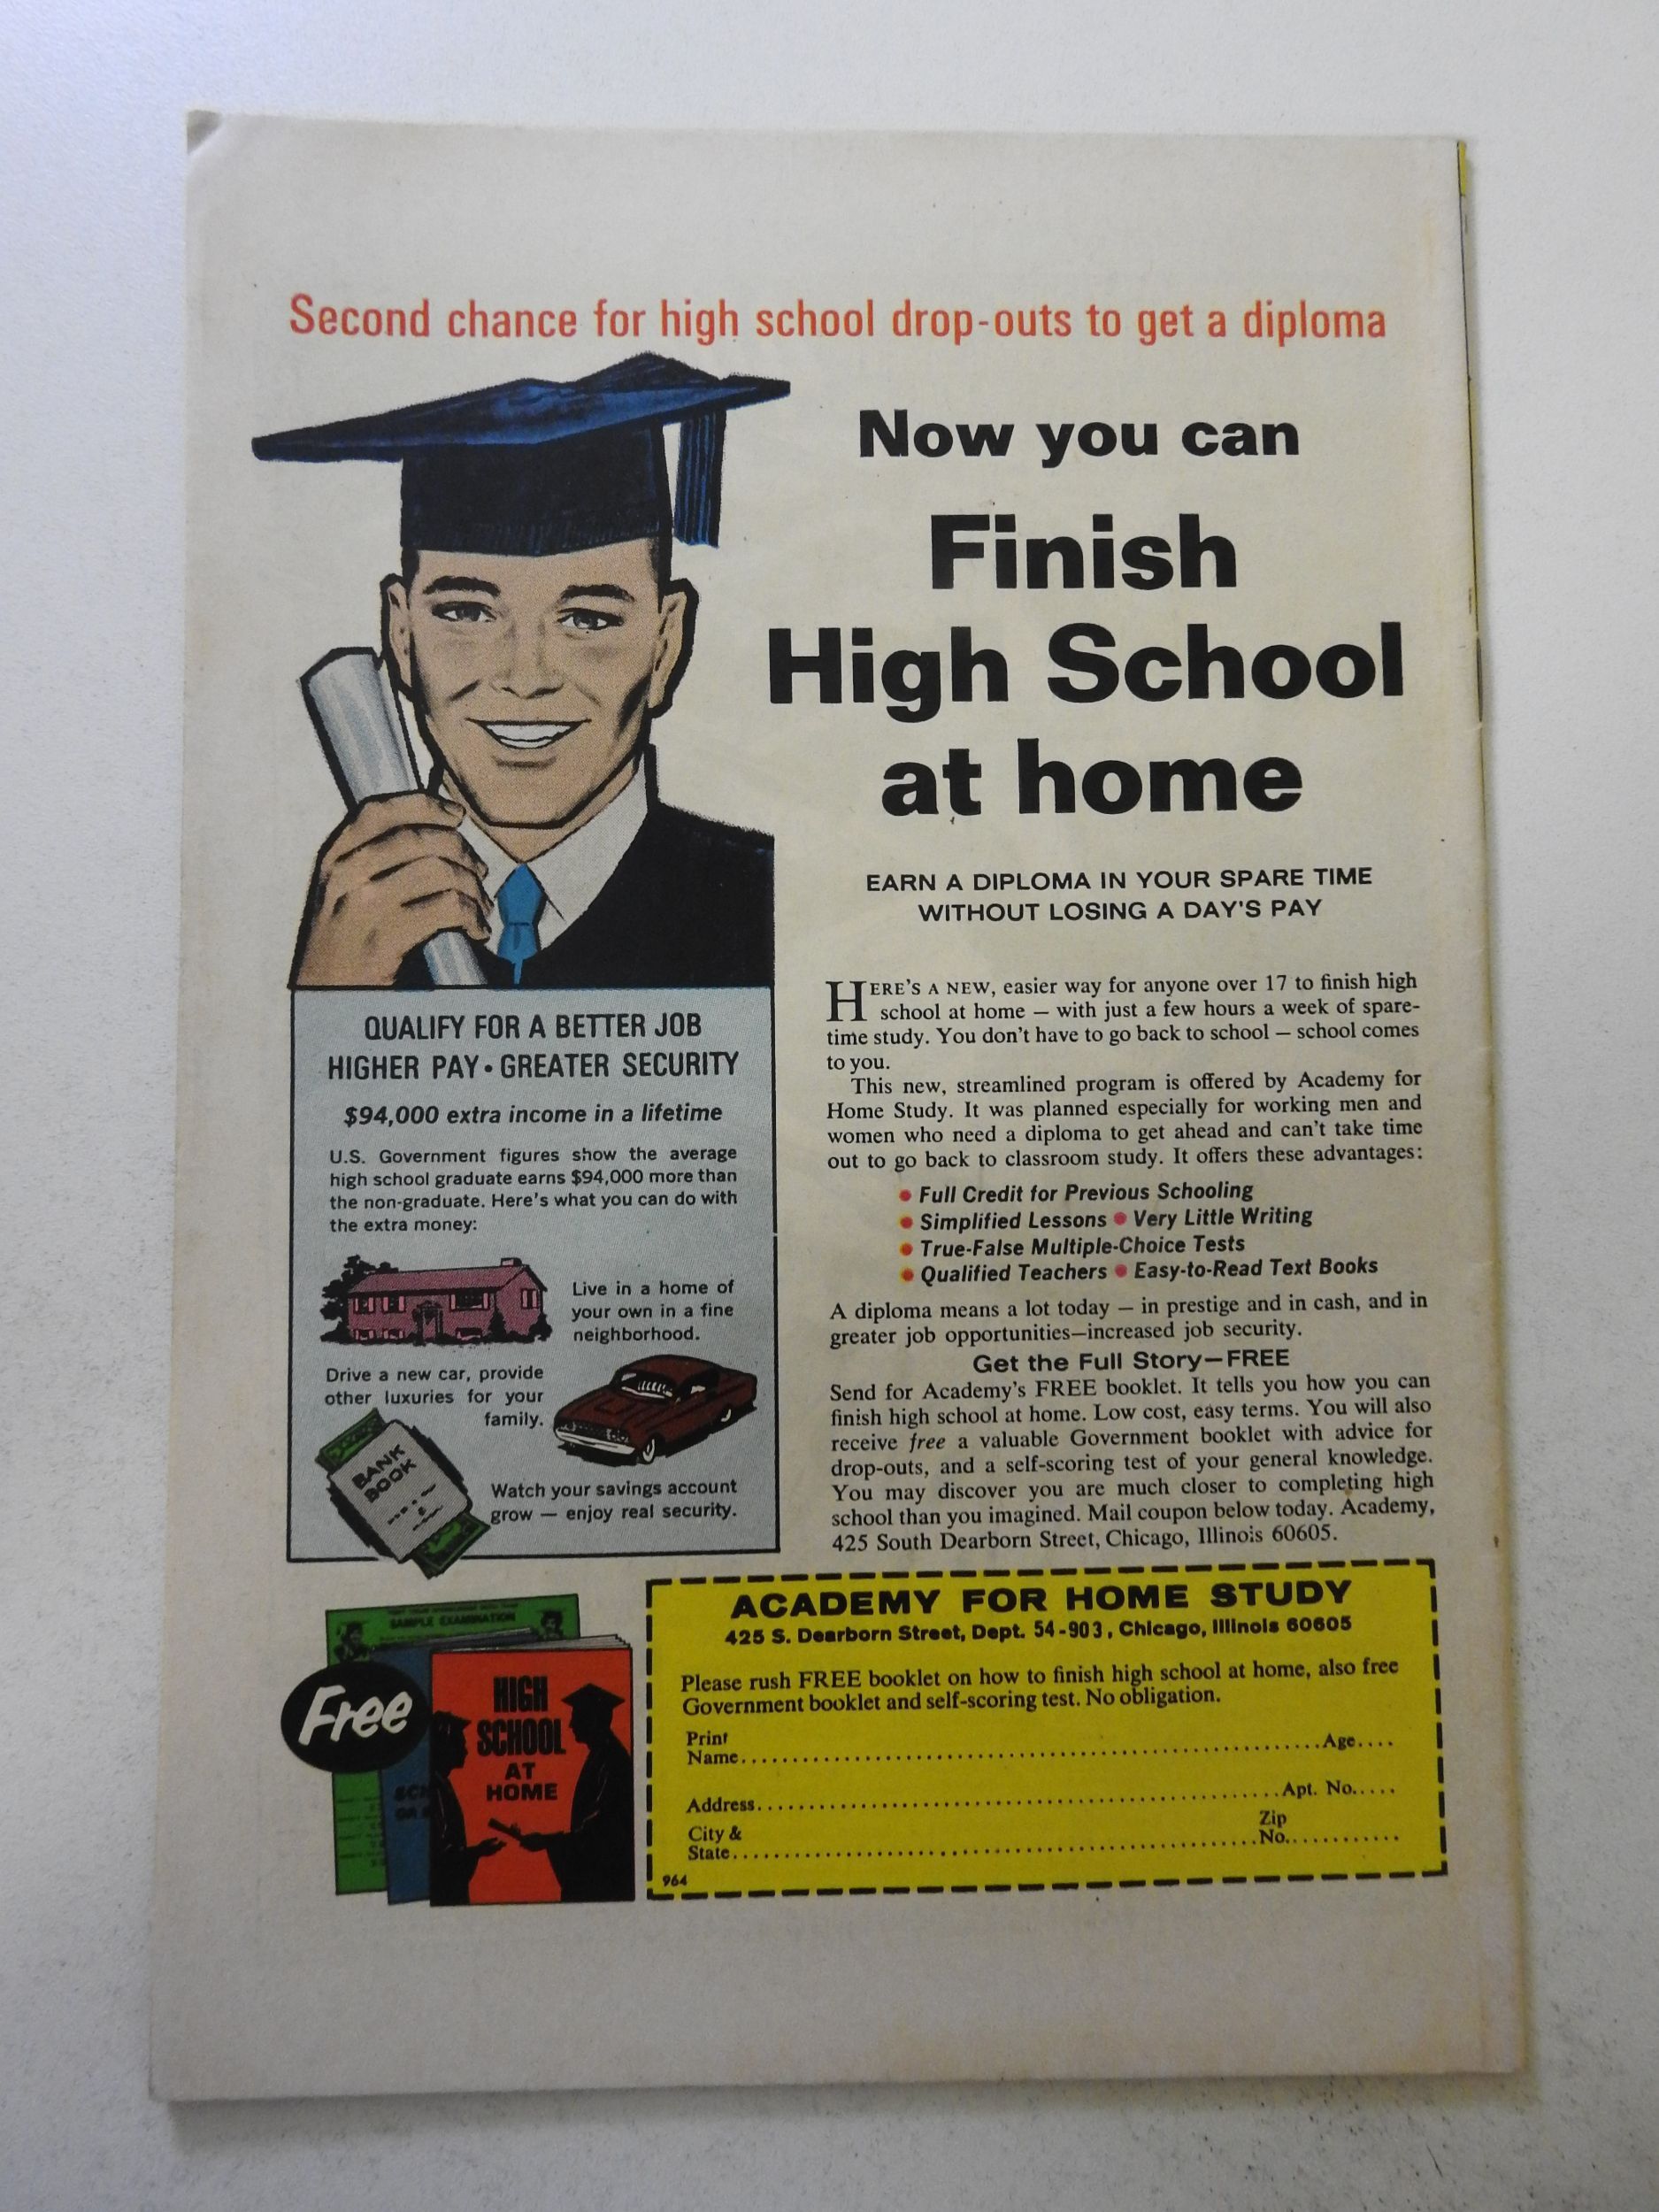 Second chance for high school drop-outs to get a diploma
Now you can
Finish
High School
at home
EARN A DIPLOMA IN YOUR SPARE TIME
WITHOUT LOSING A DAY'S PAY
HERE'S A NEW, easier way for anyone over 17 to finish high
school at home — with just a few hours a week of spare-
time study. You don't have to go back to school — school comes
to you.
This new, streamlined program is offered by Academy for
Home Study. It was planned especially for working men and
women who need a diploma to get ahead and can't take time
out to go back to classroom study. It offers these advantages:
• Full Credit for Previous Schooling
• Simplified Lessons • Very Little Writing
• True-False Multiple-Choice Tests
• Qualified Teachers • Easy-to-Read Text Books
A diploma means a lot today — in prestige and in cash, and in
greater job opportunities—increased job security.
Get the Full Story—FREE
Send for Academy's FREE booklet. It tells you how you can
finish high school at home. Low cost, easy terms. You will also
receive free a valuable Government booklet with advice for
drop-outs, and a self-scoring test of your general knowledge.
You may discover you are much closer to completing high
school than you imagined. Mail coupon below today. Academy,
425 South Dearborn Street, Chicago, Illinois 60605.
QUALIFY FOR A BETTER JOB
HIGHER PAY • GREATER SECURITY
$94,000 extra income in a lifetime
U.S. Government figures show the average
high school graduate earns $94,000 more than
the non-graduate. Here's what you can do with
the extra money:
Live in a home of
your own in a fine
neighborhood.
Drive a new car, provide
other luxuries for your
family.
BANK
BOOK
Watch your savings account
grow — enjoy real security.
SAMPLE EXAMINATION
Free
HIGH
SCHOOL
AT
HOME
ACADEMY FOR HOME STUDY
425 S. Dearborn Street, Dept. 54-903, Chicago, Illinois 60605
Please rush FREE booklet on how to finish high school at home, also free
Government booklet and self-scoring test. No obligation.
Print
Name..........Age....
Address..........Apt. No.....
City & Zip
State..........No............
964